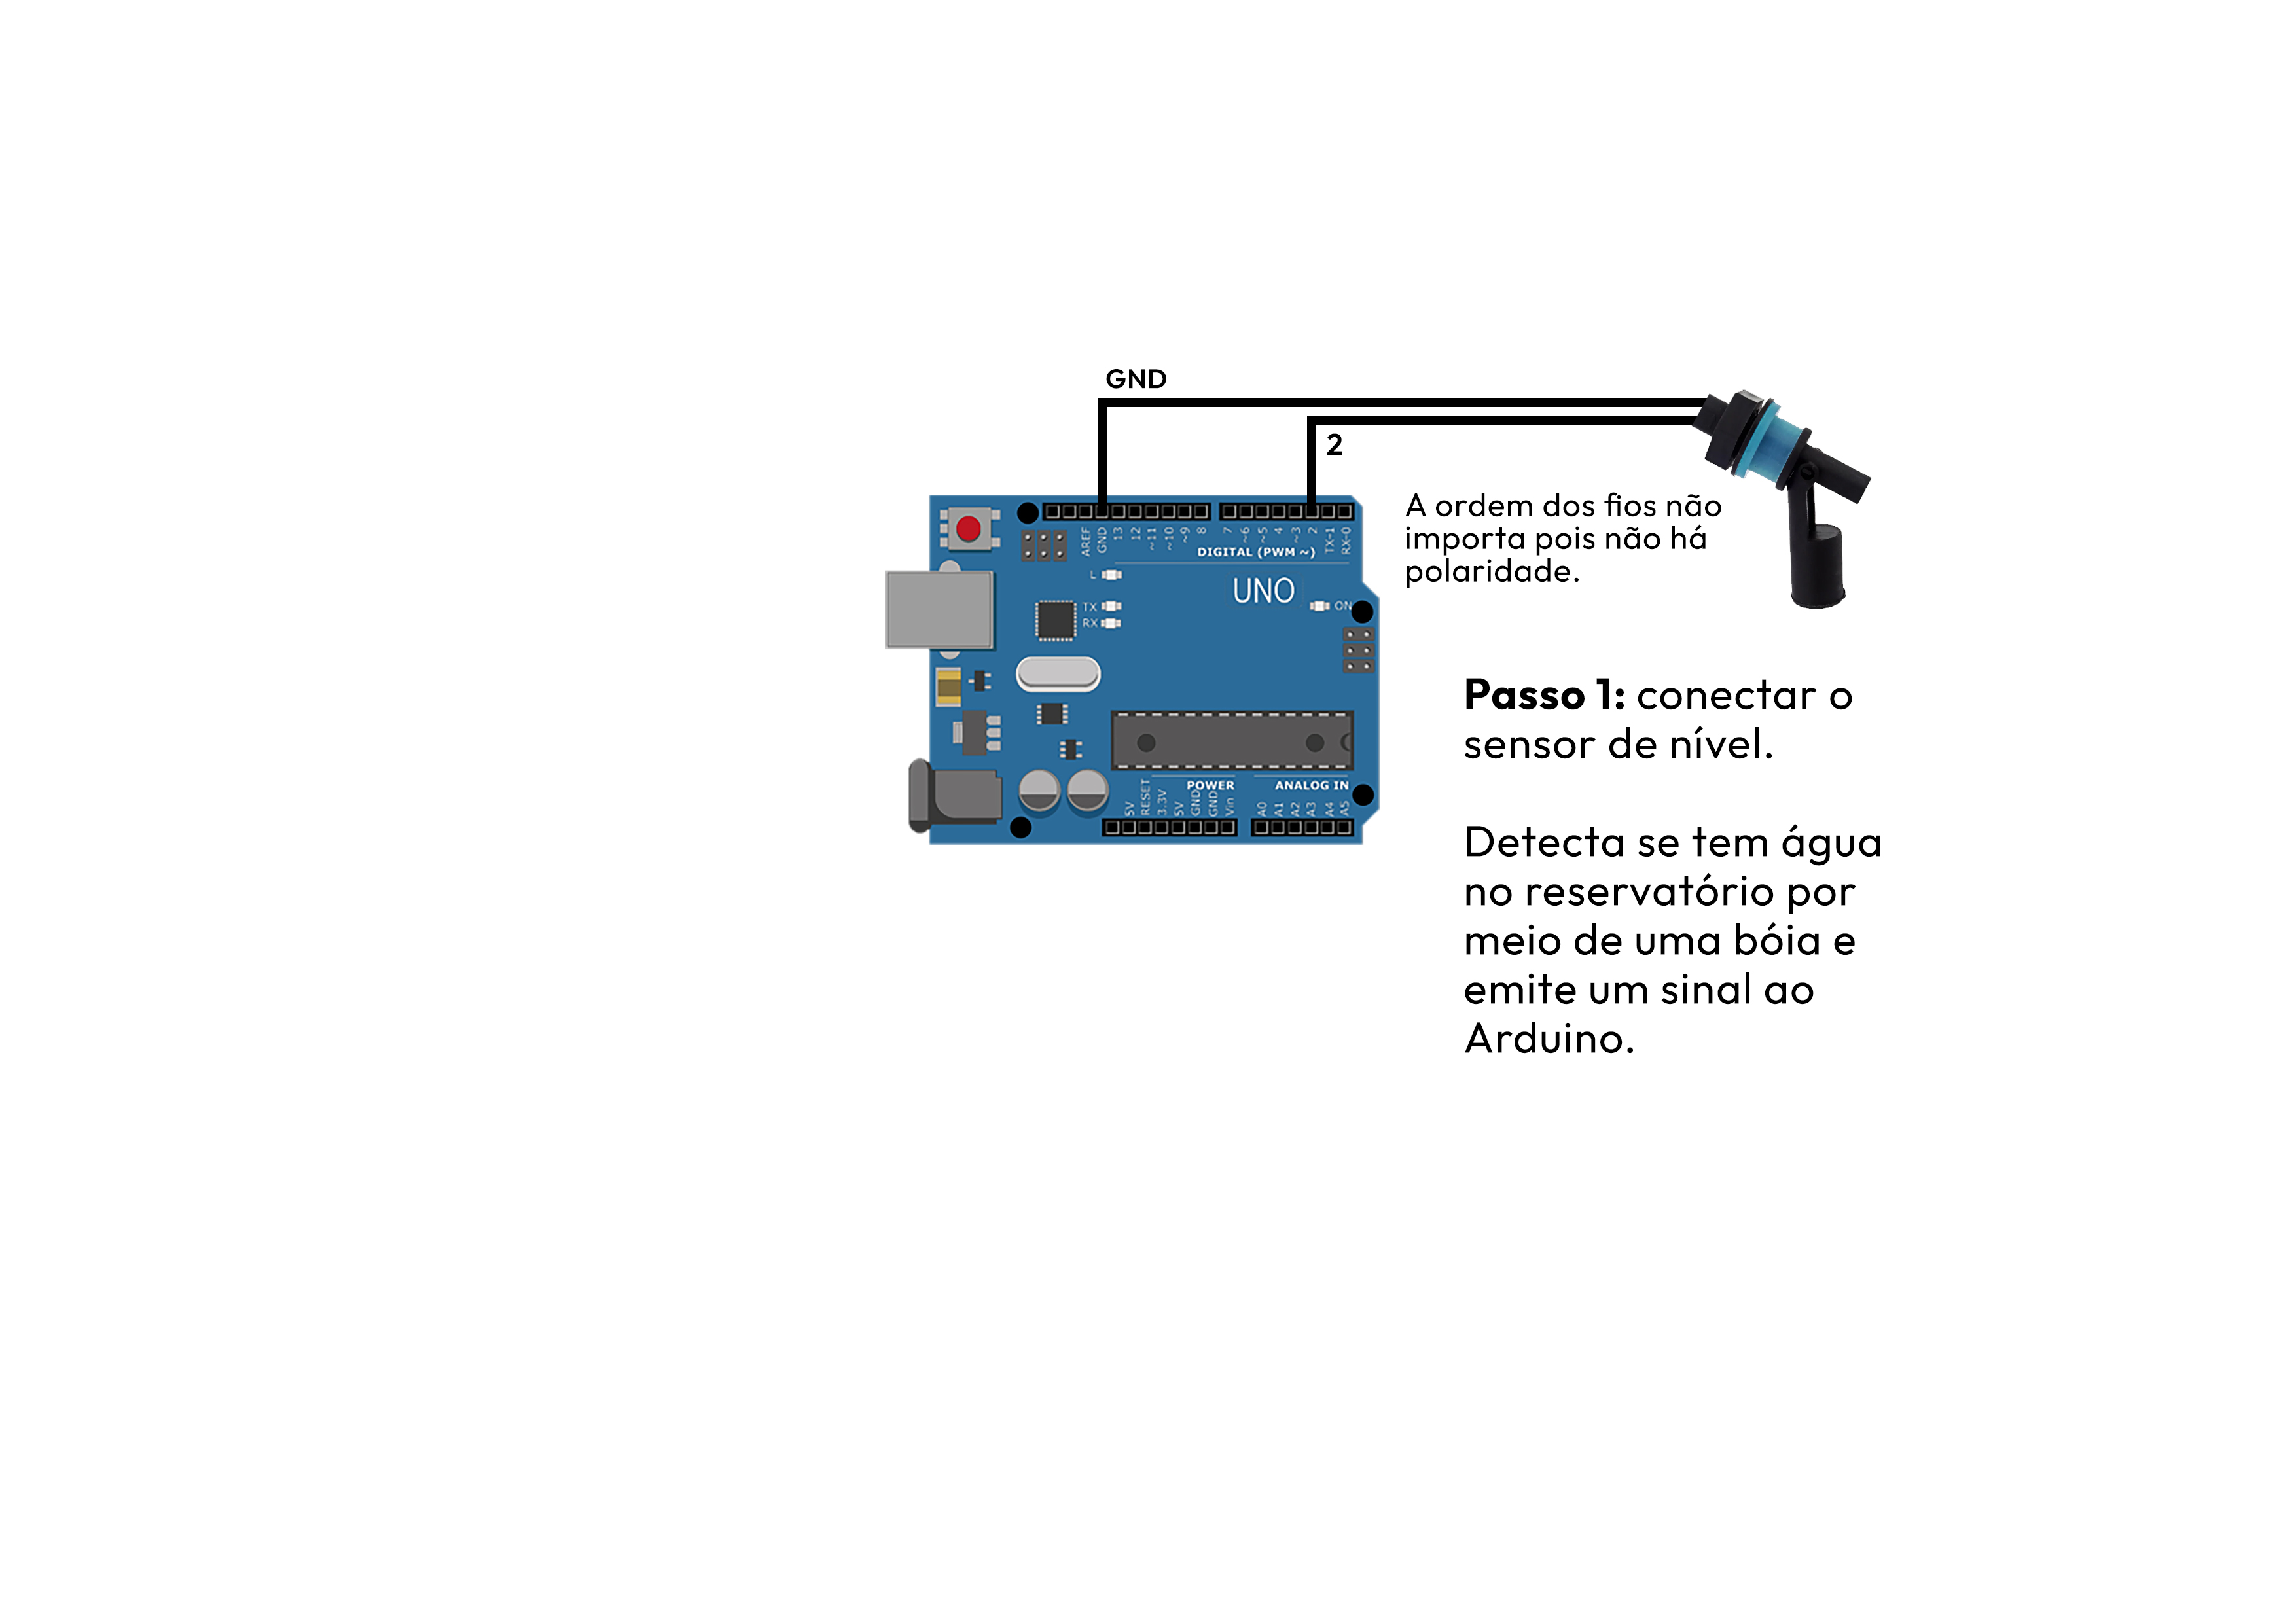 GND
2
A ordem dos fios não
importa pois não há
polaridade.
AREF
GND
13
12
~11
~10
~9
8
7
~6
~5
4
~3
2
TX-1
RX-0
DIGITAL (PWM ~)
L
TX
RX
UNO
ON
POWER
ANALOG IN
5V
RESET
3.3V
5V
GND
GND
Vin
A0
A1
A2
A3
A4
A5
Passo 1: conectar o
sensor de nível.
Detecta se tem água
no reservatório por
meio de uma bóia e
emite um sinal ao
Arduino.